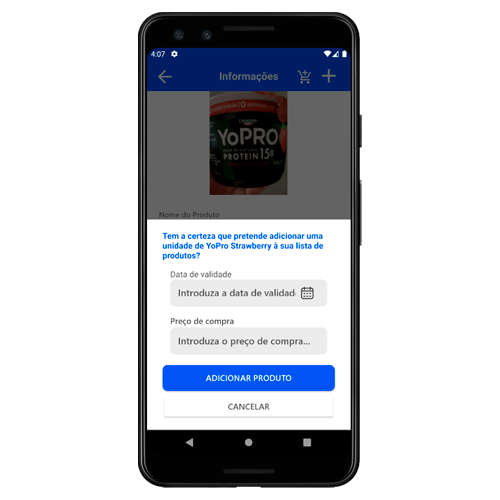 4:07
Informações
YoPRO
PROTEIN 15g
Nome do Produto
Tem a certeza que pretende adicionar uma
unidade de YoPro Strawberry à sua lista de
produtos?
Data de validade
Introduza a data de validad
Preço de compra
Introduza o preço de compra...
ADICIONAR PRODUTO
CANCELAR